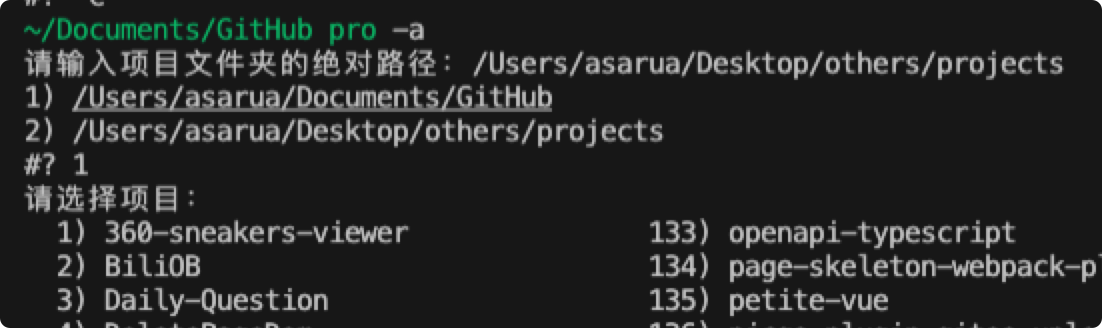 ~/Documents/GitHub pro -a
请输入项目文件夹的绝对路径：/Users/asarua/Desktop/others/projects
1) /Users/asarua/Documents/GitHub
2) /Users/asarua/Desktop/others/projects
#? 1
请选择项目：
1) 360-sneakers-viewer 133) openapi-typescript
2) BiliOB 134) page-skeleton-webpack-pl
3) Daily-Question 135) petite-vue